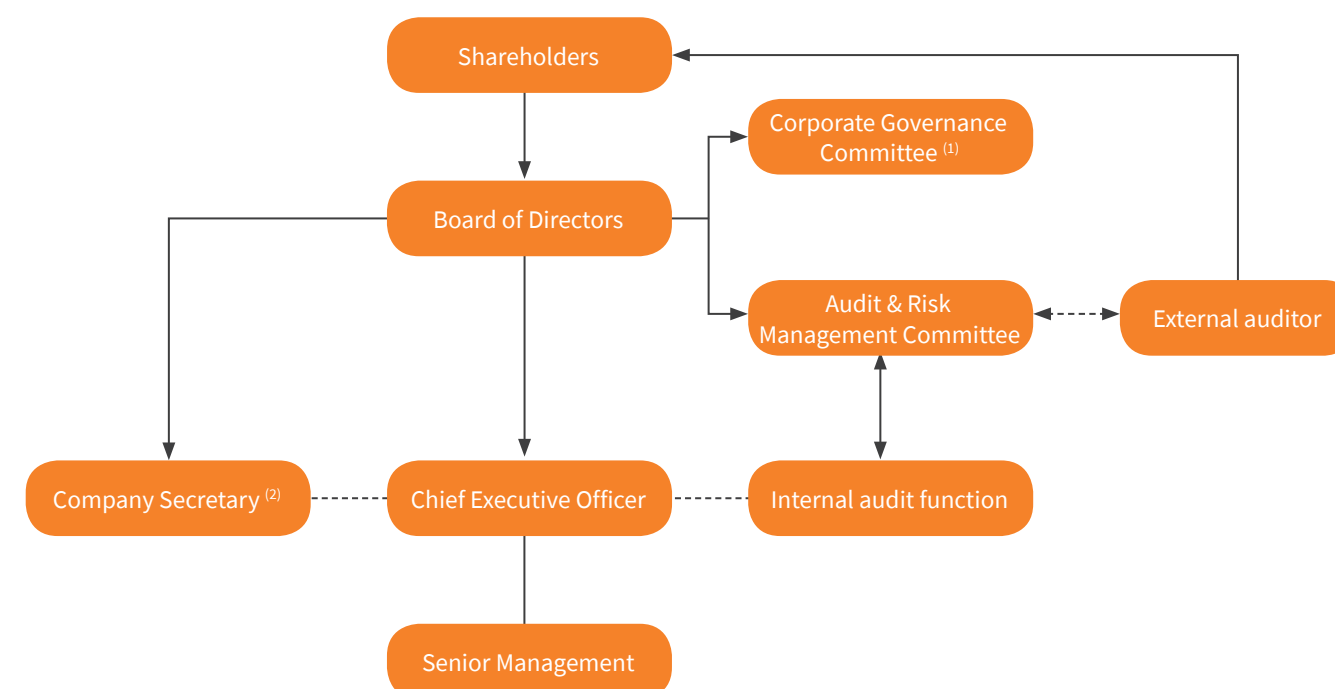 Shareholders
Corporate Governance
Committee (1)
Board of Directors
Audit & Risk
Management Committee
External auditor
Company Secretary (2)
Chief Executive Officer
Internal audit function
Senior Management